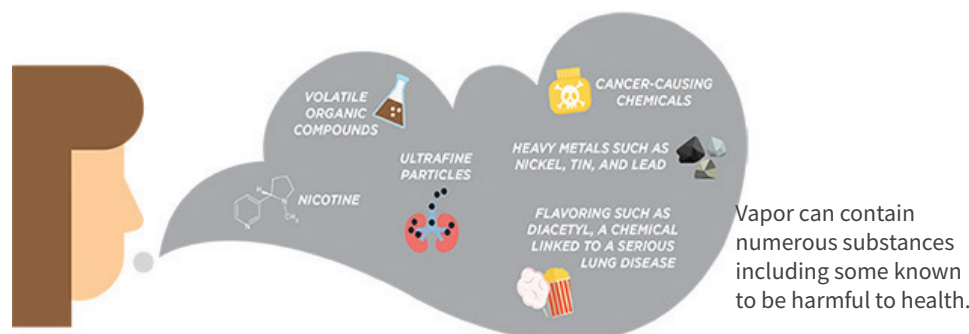 VOLATILE
ORGANIC
COMPOUNDS
CANCER-CAUSING
CHEMICALS
ULTRAFINE
PARTICLES
HEAVY METALS SUCH AS
NICKEL, TIN, AND LEAD
H
N
CH3
N
NICOTINE
FLAVORING SUCH AS
DIACETYL, A CHEMICAL
LINKED TO A SERIOUS
LUNG DISEASE
Vapor can contain
numerous substances
including some known
to be harmful to health.